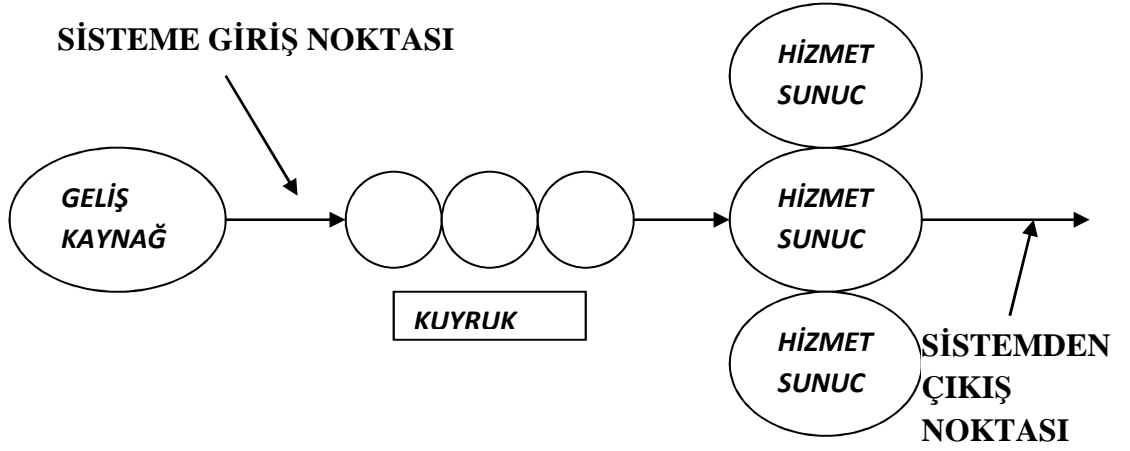 SİSTEME GİRİŞ NOKTASI
GELİŞ
KAYNAĞ
KUYRUK
HİZMET
SUNUC
HİZMET
SUNUC
HİZMET
SUNUC
SİSTEMDEN
ÇIKIŞ
NOKTASI